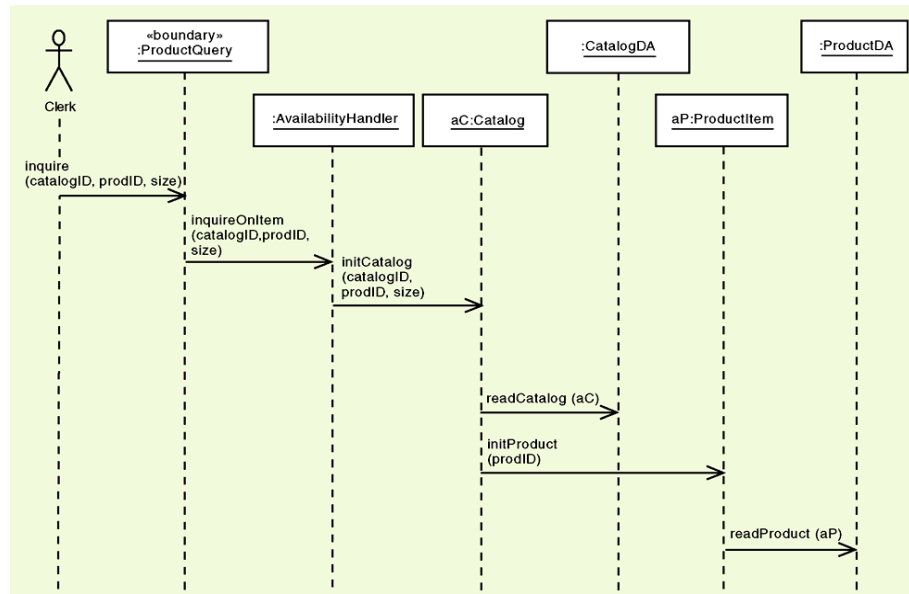 «boundary»
:ProductQuery
:CatalogDA
:ProductDA
Clerk
:AvailabilityHandler
aC:Catalog
aP:ProductItem
inquire
(catalogID, prodID, size)
inquireOnItem
(catalogID,prodID,
size)
initCatalog
(catalogID,
prodID, size)
readCatalog (aC)
initProduct
(prodID)
readProduct (aP)